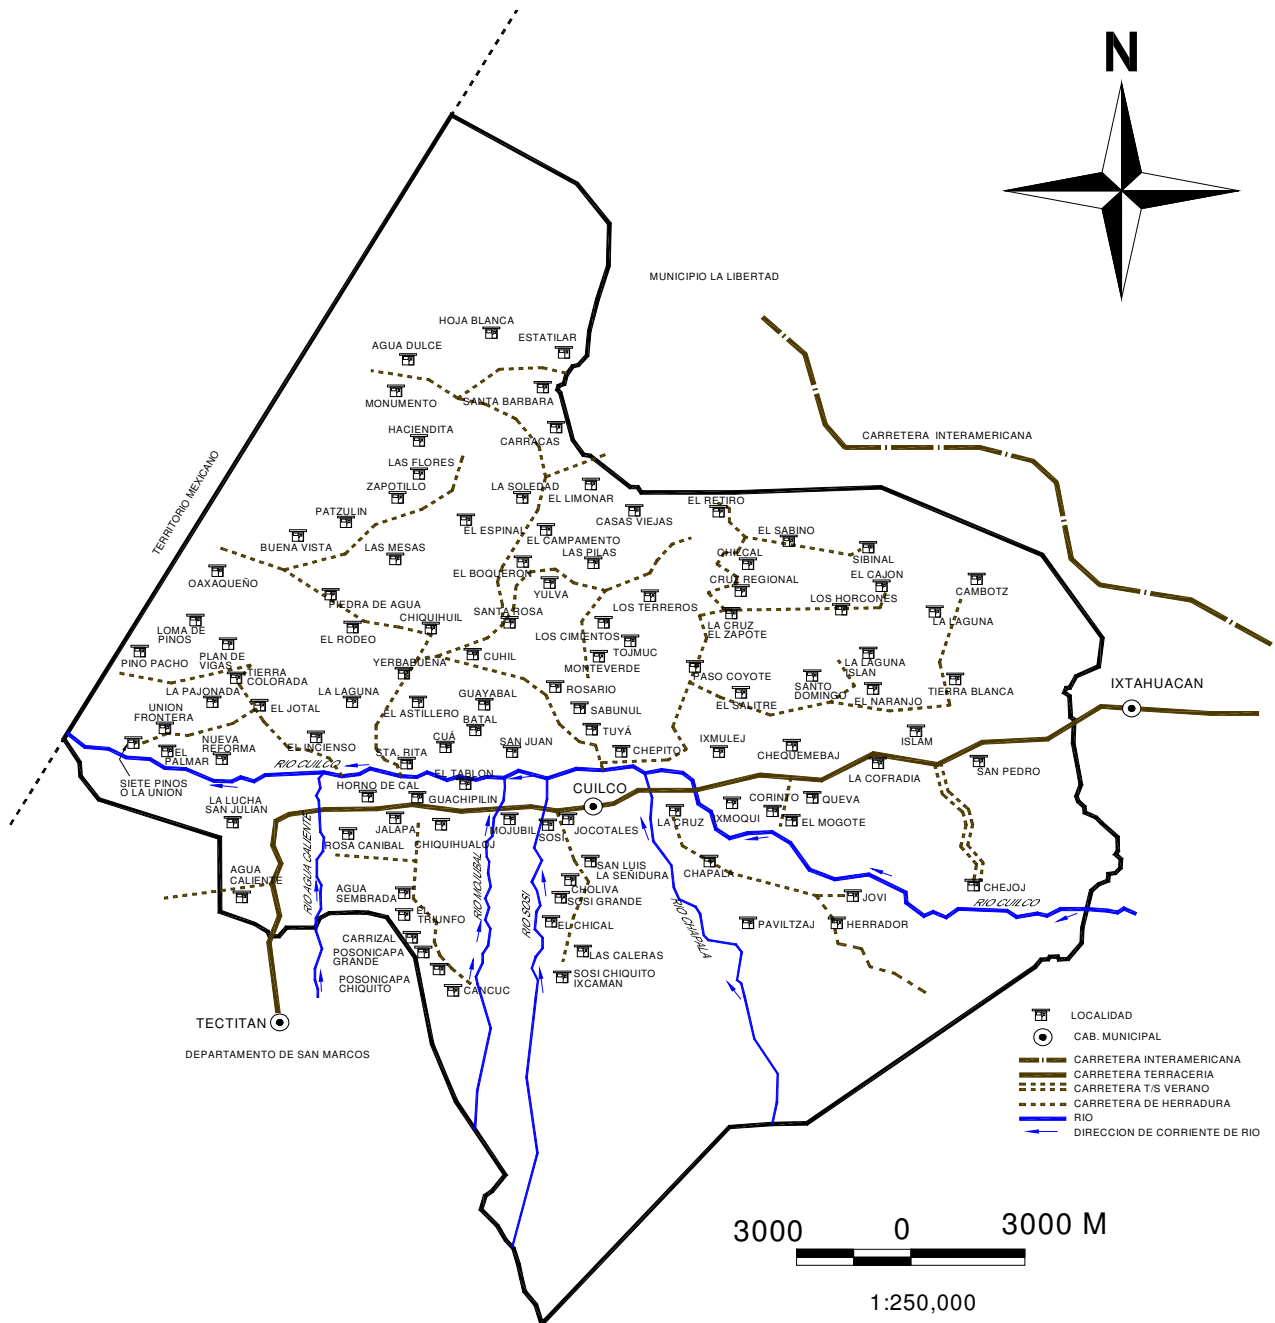 N
MUNICIPIO LA LIBERTAD
HOJA BLANCA
ESTATILAR
AGUA DULCE
MONUMENTO
SANTA BARBARA
HACIENDITA
CARRACAS
CARRETERA INTERAMERICANA
TERRITORIO MEXICANO
LAS FLORES
ZAPOTILLO
LA SOLEDAD
EL LIMONAR
EL RETIRO
PATZULIN
EL ESPINAL
CASAS VIEJAS
EL SABINO
BUENA VISTA
LAS MESAS
EL CAMPAMENTO
LAS PILAS
CHILCAL
SIBINAL
OAXAQUEÑO
EL BOQUERON
YULVA
CRUZ REGIONAL
EL CAJON
CAMBOTZ
PIEDRA DE AGUA
SANTA ROSA
LOS TERREROS
LOS HORCONES
LA LAGUNA
LOMA DE
PINOS
EL RODEO
CHIQUIHUIL
LOS CIMIENTOS
LA CRUZ
EL ZAPOTE
PINO PACHO
PLAN DE
VIGAS
YERBABUENA
CUHIL
TOJMUC
MONTEVERDE
PASO COYOTE
LA LAGUNA
ISLAN
TIERRA
COLORADA
LA PAJONADA
LA LAGUNA
ROSARIO
SANTO
DOMINGO
TIERRA BLANCA
IXTAHUACAN
UNION
FRONTERA
EL JOTAL
EL ASTILLERO
GUAYABAL
BATAL
SABUNUL
EL SALITRE
EL NARANJO
NUEVA
REFORMA
EL INCIENSO
CUÁ
TUYÁ
IXMULEJ
ISLAM
EL
PALMAR
STA. RITA
SAN JUAN
CHEPITO
CHEQUEMEBAJ
RIO CUILCO
LA COFRADIA
SAN PEDRO
SIETE PINOS
O LA UNION
HORNO DE CAL
EL TABLON
CUILCO
LA LUCHA
SAN JULIAN
GUACHIPILIN
CORINTO
QUEVA
RIO AGUA CALIENTE
JALAPA
MOJUBIL
SOSI
JOCOTALES
LA CRUZ
IXMOQUI
EL MOGOTE
ROSA CANIBAL
CHIQUIHUALOJ
AGUA
CALIENTE
RIO MOJUBAL
RIO SOSI
SAN LUIS
LA SENIDURA
CHAPALA
CHOLIVA
CHEJOJ
AGUA
SEMBRADA
SOSI GRANDE
RIO CHAPALA
JOVI
RIO CUILCO
EL
TRIUNFO
EL CHICAL
PAVILTZAJ
HERRADOR
CARRIZAL
POSONICAPA
GRANDE
LAS CALERAS
POSONICAPA
CHIQUITO
CANCUC
SOSI CHIQUITO
IXCAMAN
TECTITAN
DEPARTAMENTO DE SAN MARCOS
LOCALIDAD
CAB. MUNICIPAL
CARRETERA INTERAMERICANA
CARRETERA TERRACERIA
CARRETERA T/S VERANO
CARRETERA DE HERRADURA
RIO
DIRECCION DE CORRIENTE DE RIO
3000 0 3000 M
1:250,000